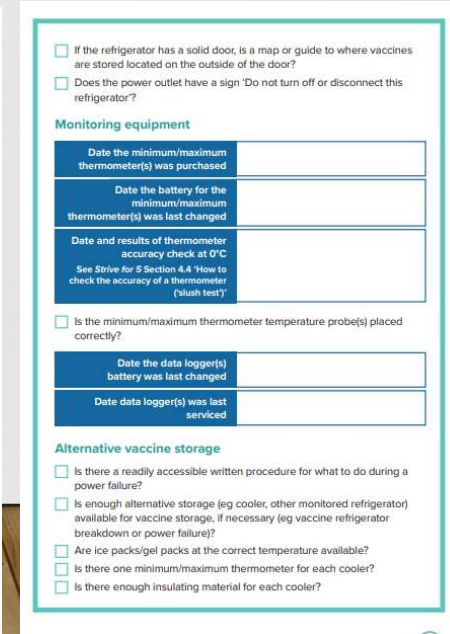 If the refrigerator has a solid door, is a map or guide to where vaccines
are stored located on the outside of the door?
Does the power outlet have a sign 'Do not turn off or disconnect this
refrigerator'?
Monitoring equipment
Date the minimum/maximum
thermometer(s) was purchased
Date the battery for the
minimum/maximum
thermometer(s) was last changed
Date and results of thermometer
accuracy check at 0°C
See Strive for 5 Section 4.4 'How to
check the accuracy of a thermometer
('slush test')'
Is the minimum/maximum thermometer temperature probe(s) placed
correctly?
Date the data logger(s)
battery was last changed
Date data logger(s) was last
serviced
Alternative vaccine storage
Is there a readily accessible written procedure for what to do during a
power failure?
Is enough alternative storage (eg cooler, other monitored refrigerator)
available for vaccine storage, if necessary (eg vaccine refrigerator
breakdown or power failure)?
Are ice packs/gel packs at the correct temperature available?
Is there one minimum/maximum thermometer for each cooler?
Is there enough insulating material for each cooler?